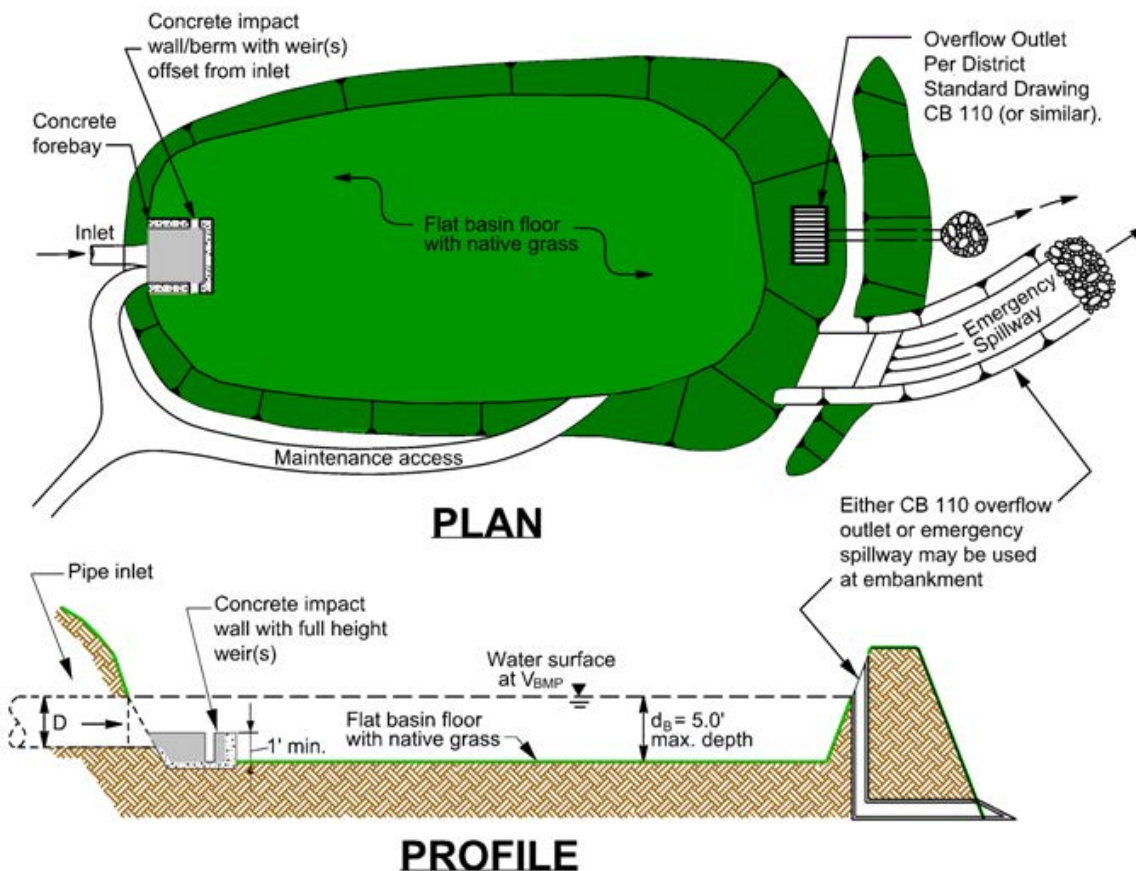 Concrete impact
wall/berm with weir(s)
offset from inlet
Overflow Outlet
Per District
Standard Drawing
CB 110 (or similar).
Concrete
forebay
Inlet
Flat basin floor
with native grass
Emergency
Spillway
Maintenance access
PLAN
Either CB 110 overflow
outlet or emergency
spillway may be used
at embankment
Pipe inlet
Concrete impact
wall with full height
weir(s)
Water surface
at VBMP
D
1' min.
Flat basin floor
with native grass
dB = 5.0'
max. depth
PROFILE